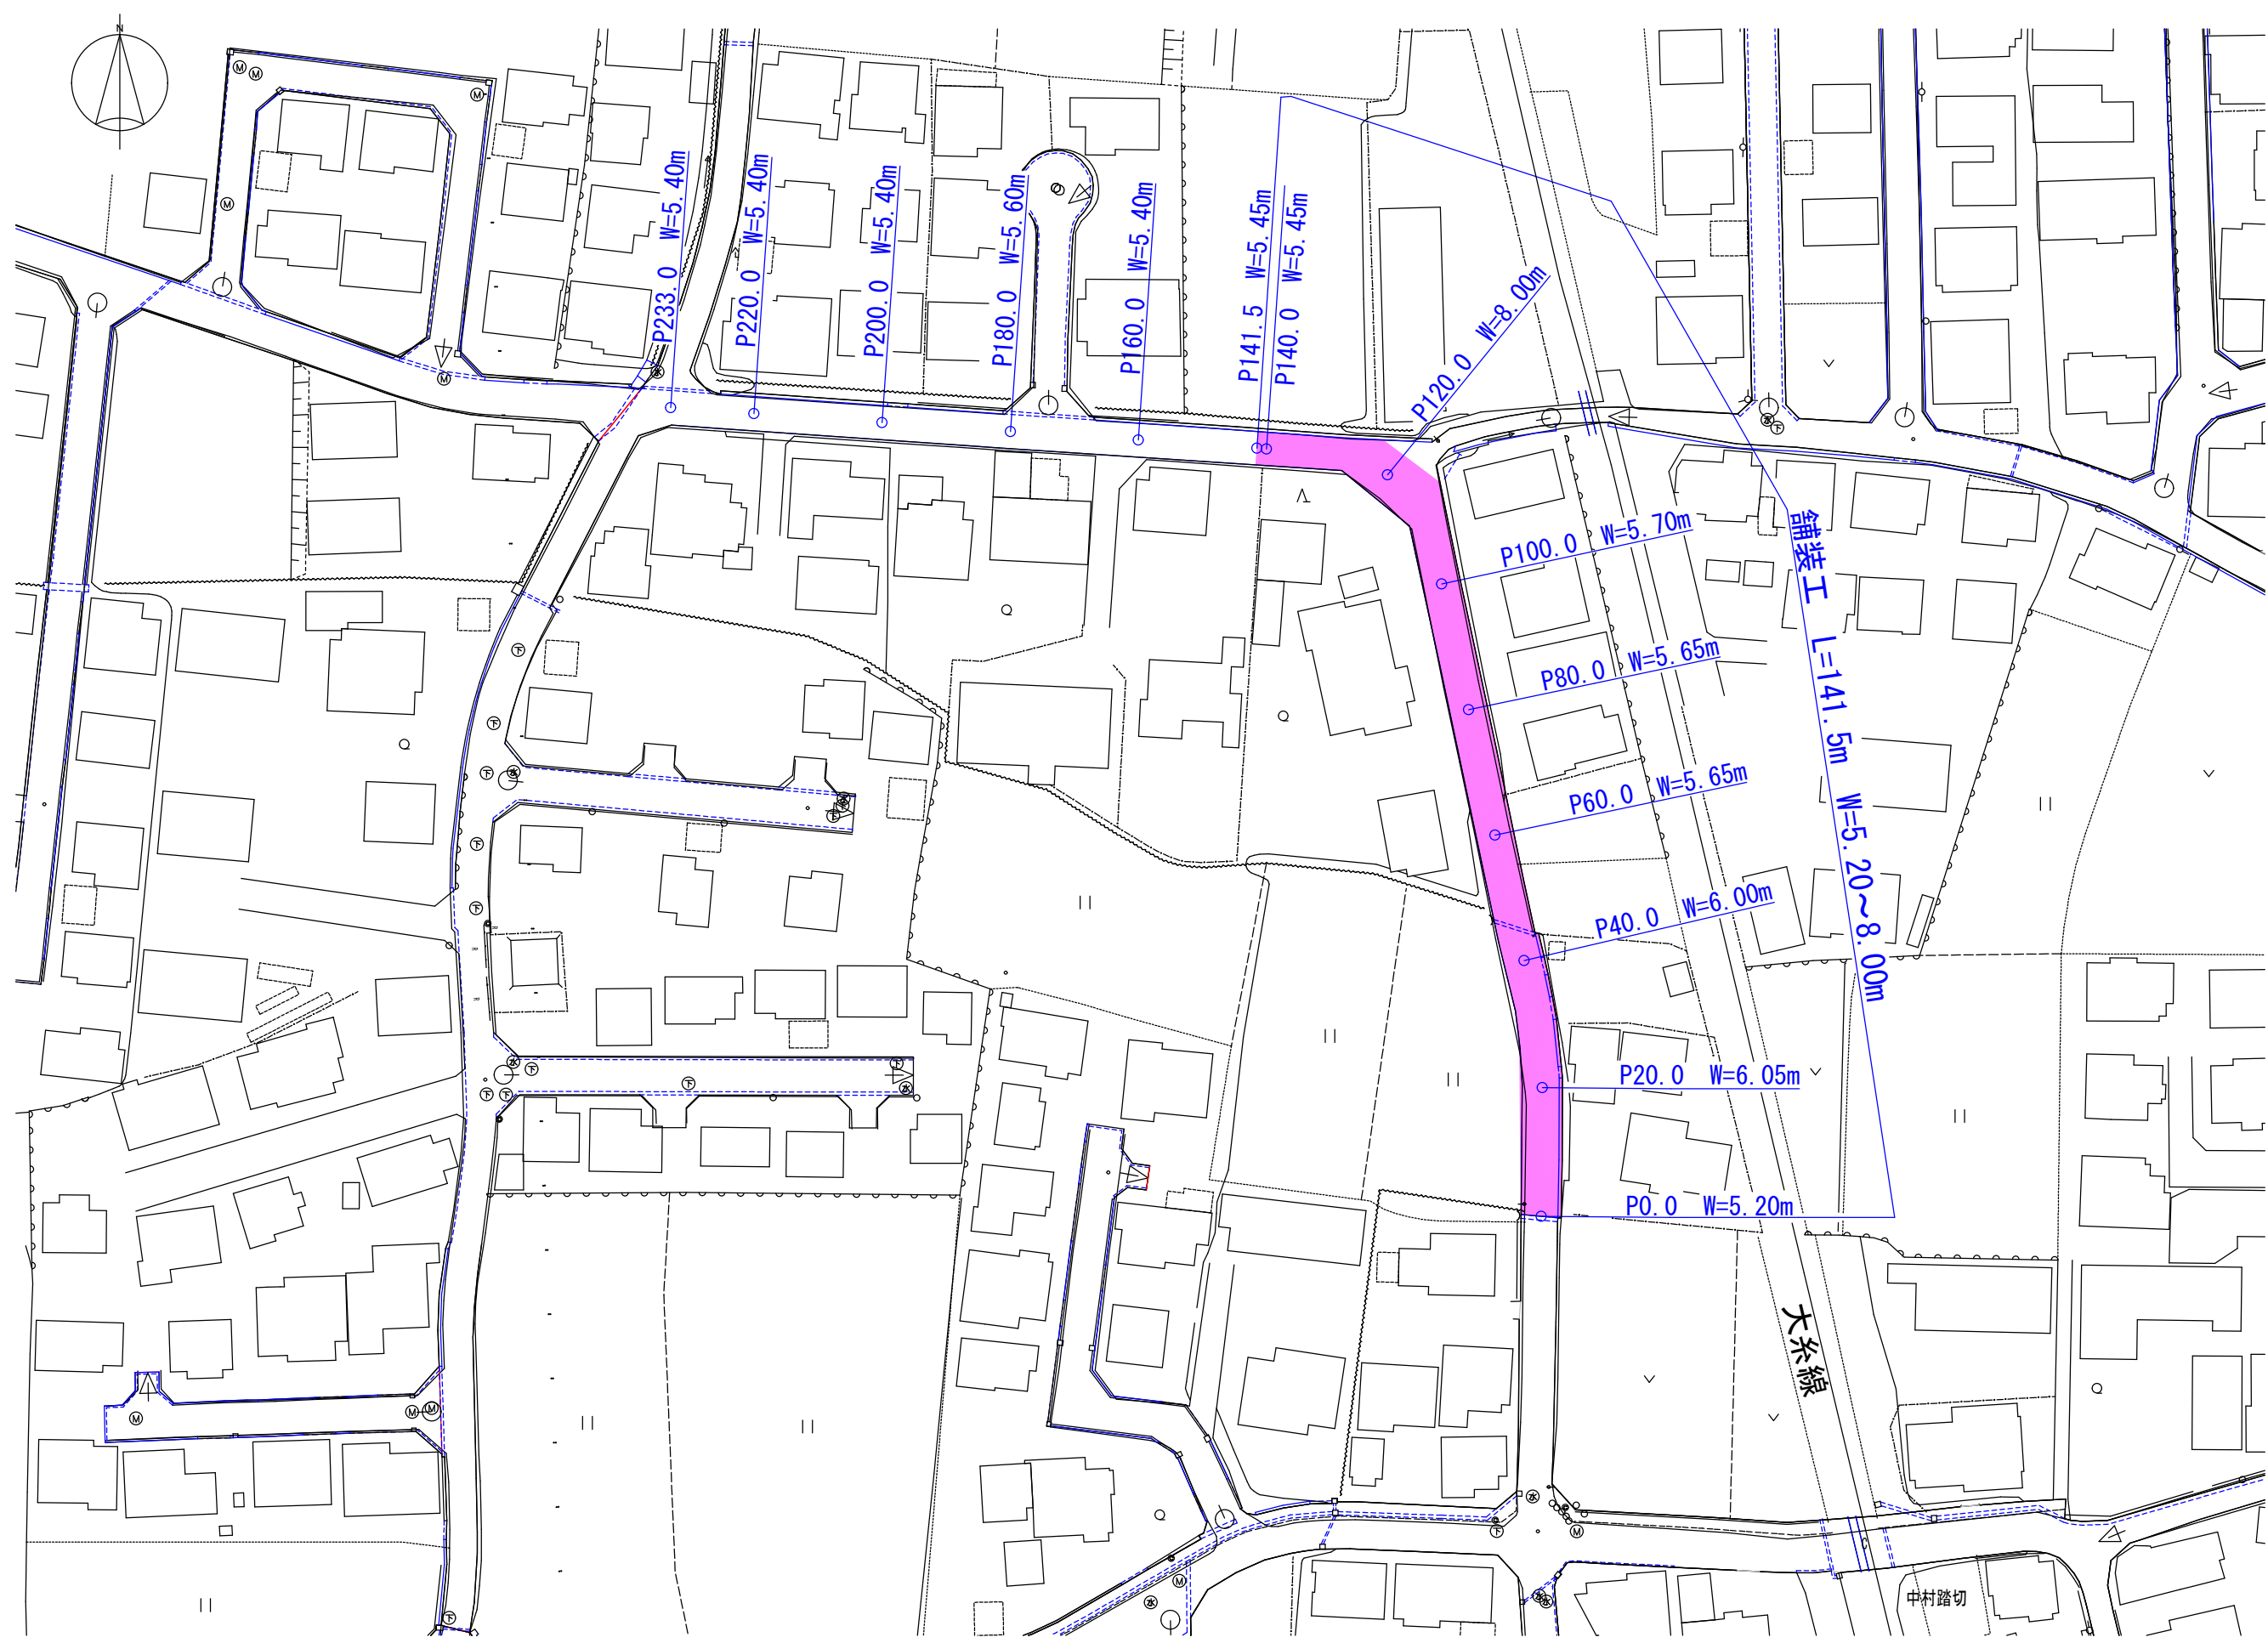 N
P233.0 W=5.40m
P220.0 W=5.40m
P200.0 W=5.40m
P180.0 W=5.60m
P160.0 W=5.40m
P141.5 W=5.45m
P140.0 W=5.45m
P120.0 W=8.00m
P100.0 W=5.70m
P80.0 W=5.65m
P60.0 W=5.65m
P40.0 W=6.00m
P20.0 W=6.05m
P0.0 W=5.20m
舗装工 L=141.5m W=5.20~8.00m
大糸線
中村踏切